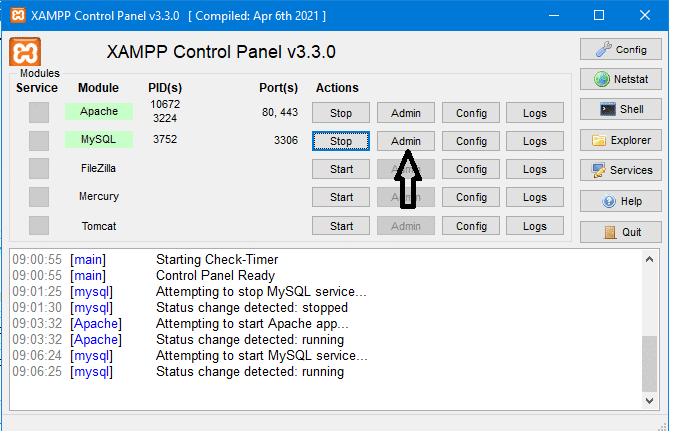 XAMPP Control Panel v3.3.0 [ Compiled: Apr 6th 2021 ]
XAMPP Control Panel v3.3.0
Config
Modules
Service Module PID(s) Port(s) Actions
Netstat
Apache 10672 3224 80, 443 Stop Admin Config Logs
Shell
MySQL 3752 3306 Stop Admin Config Logs
Explorer
FileZilla Start Admin Config Logs
Services
Mercury Start Admin Config Logs
Help
Tomcat Start Admin Config Logs
Quit
09:00:55 [main] Starting Check-Timer
09:00:55 [main] Control Panel Ready
09:01:25 [mysql] Attempting to stop MySQL service...
09:01:30 [mysql] Status change detected: stopped
09:03:32 [Apache] Attempting to start Apache app...
09:03:32 [Apache] Status change detected: running
09:06:24 [mysql] Attempting to start MySQL service...
09:06:25 [mysql] Status change detected: running